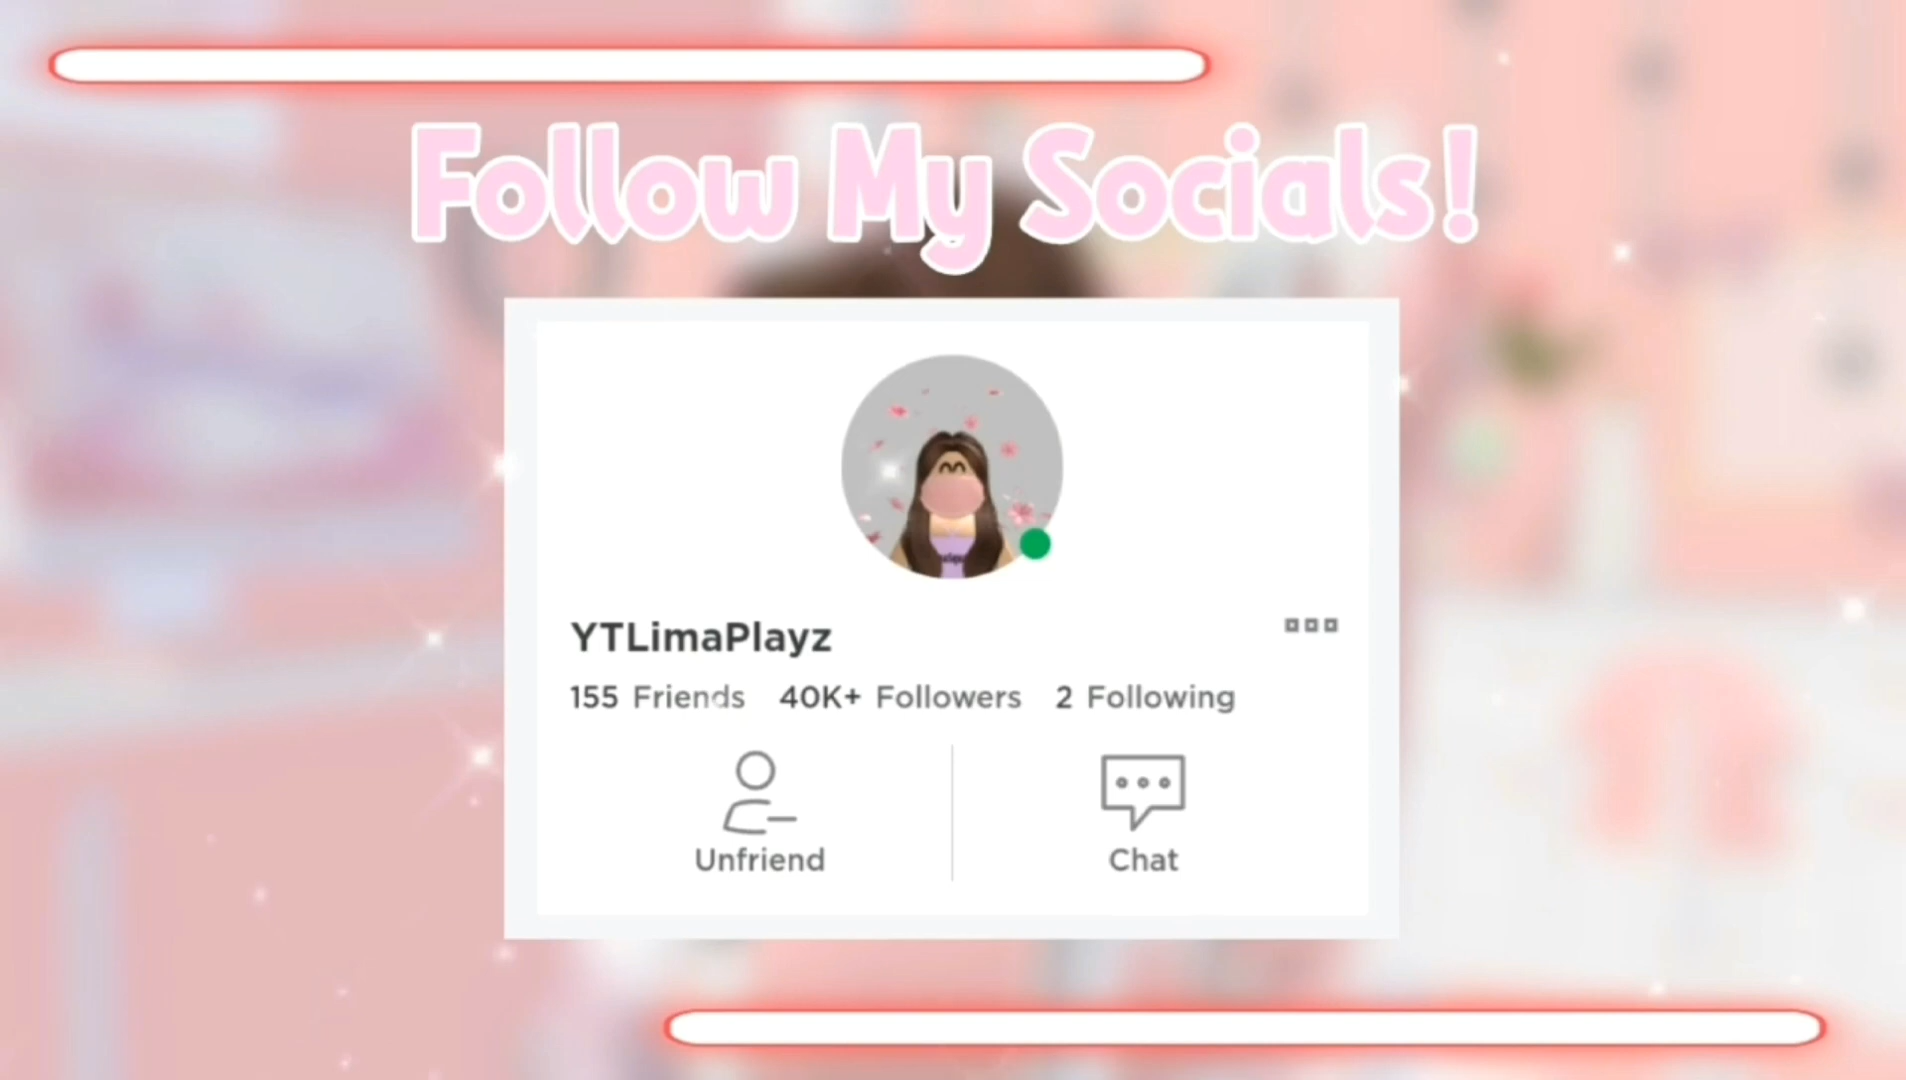 Follow My Socials!
YTLimaPlayz
155 Friends 40K+ Followers 2 Following
Unfriend Chat